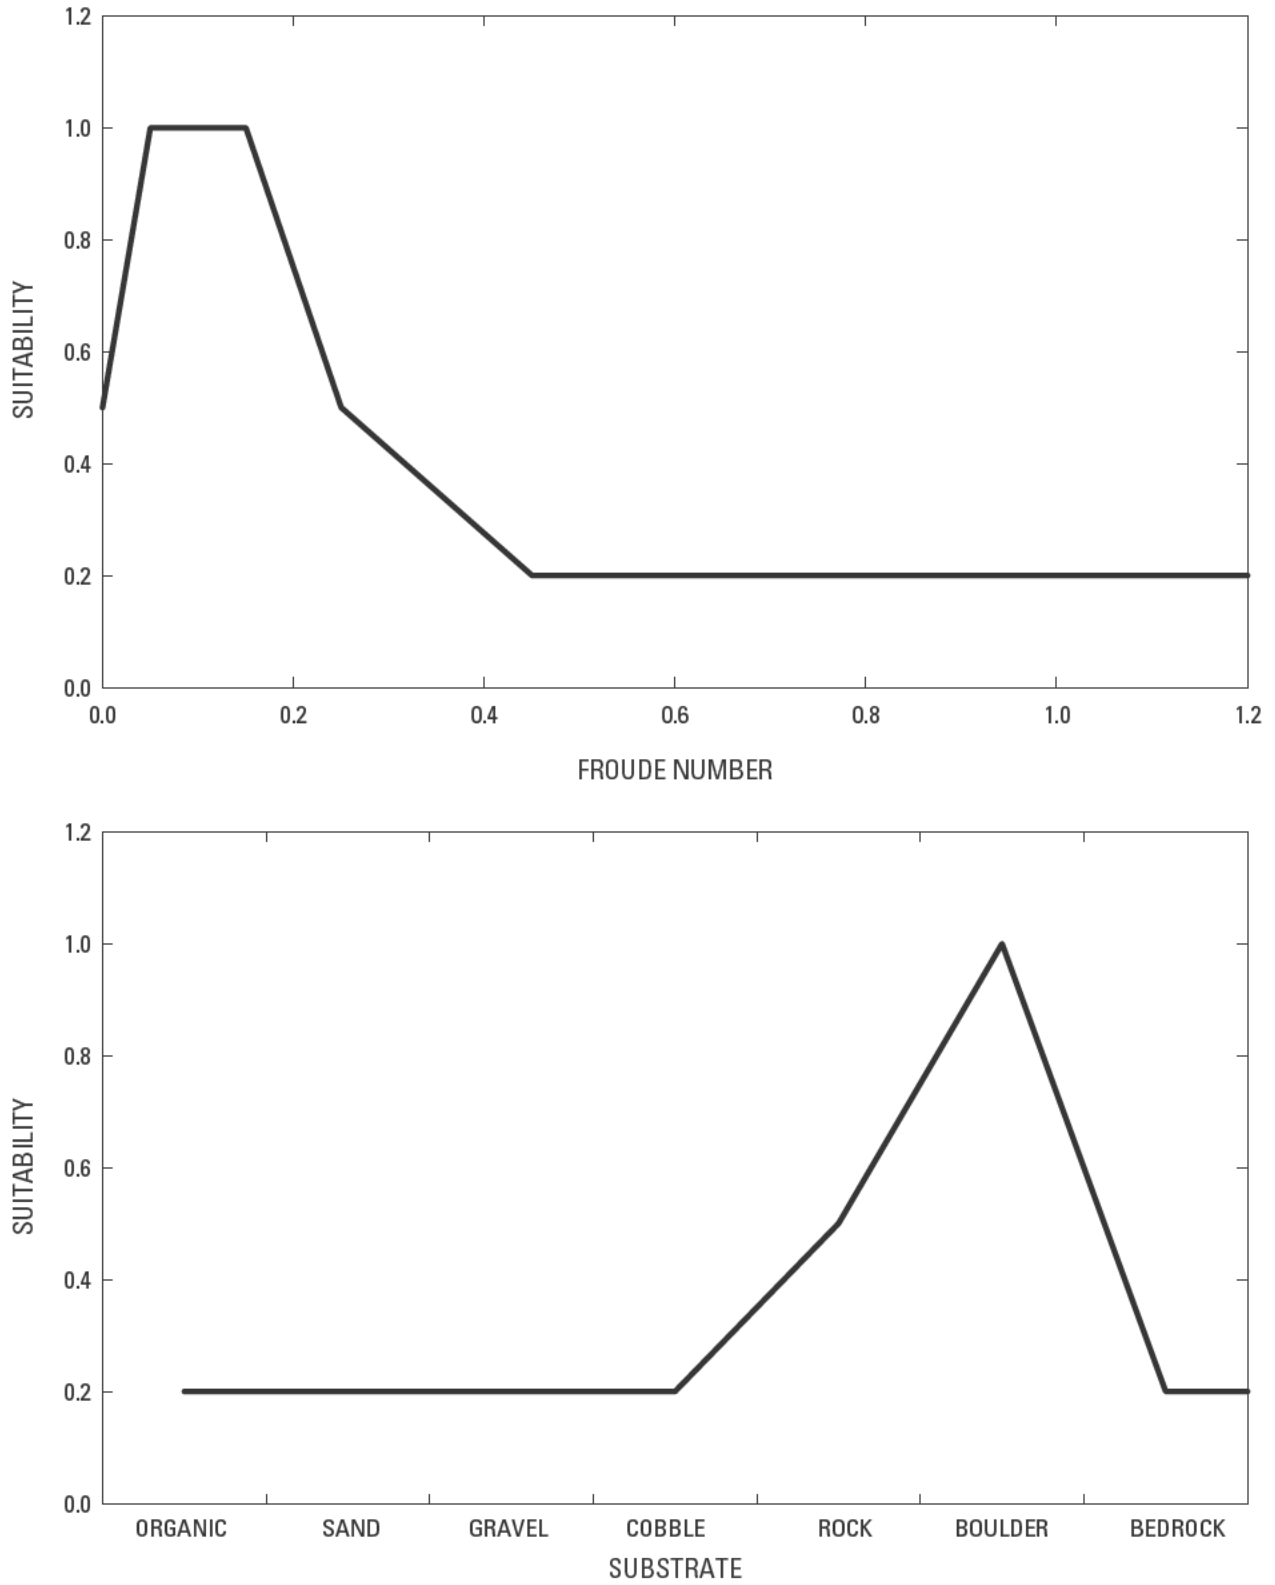 1.2
1.0
0.8
0.6
0.4
0.2
0.0
SUITABILITY
0.0 0.2 0.4 0.6 0.8 1.0 1.2
FROUDE NUMBER
1.2
1.0
0.8
0.6
0.4
0.2
0.0
SUITABILITY
ORGANIC SAND GRAVEL COBBLE ROCK BOULDER BEDROCK
SUBSTRATE